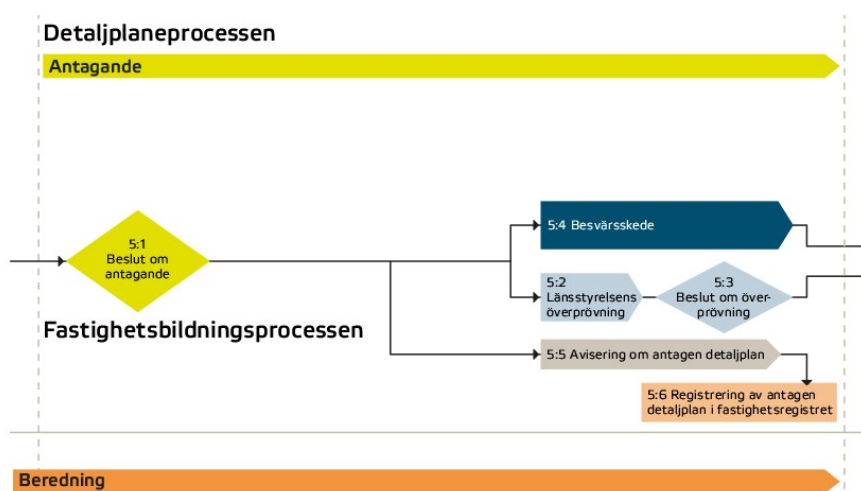 Detaljplaneprocessen
Antagande
5:1
Beslut om
antagande
5:4 Besvärsskede
5:2
Länsstyrelsens
överprövning
5:3
Beslut om över-
prövning
Fastighetsbildningsprocessen
5:5 Avisering om antagen detaljplan
5:6 Registrering av antagen
detaljplan i fastighetsregistret
Beredning